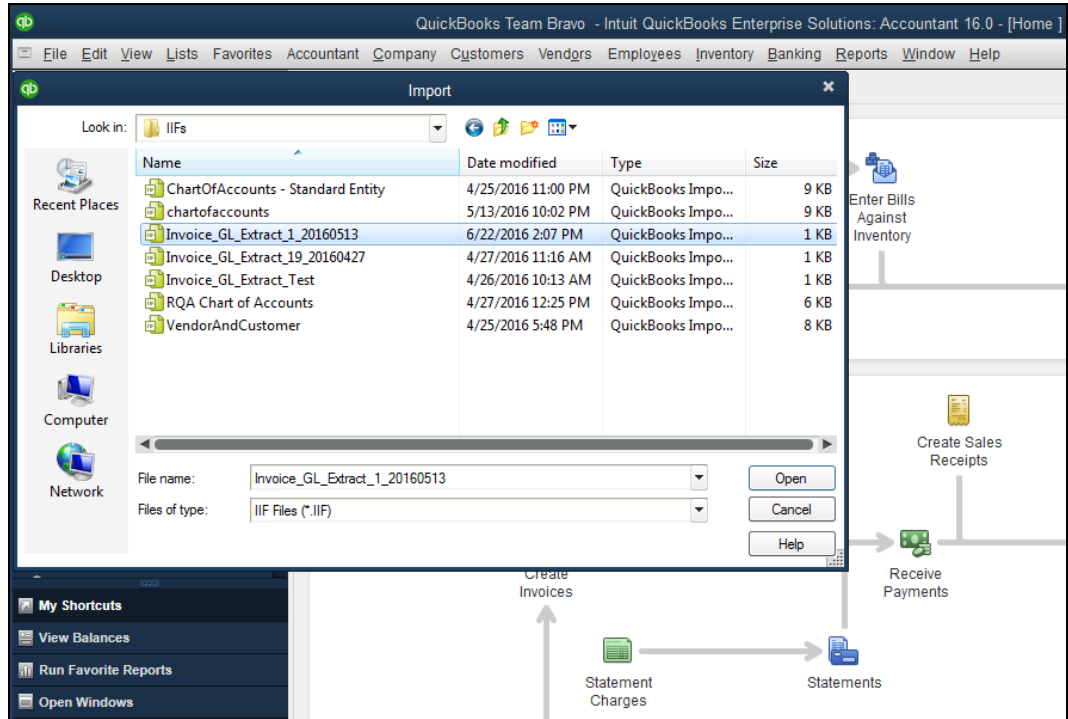 qb
QuickBooks Team Bravo - Intuit QuickBooks Enterprise Solutions: Accountant 16.0 - [Home ]
File Edit View Lists Favorites Accountant Company Customers Vendors Employees Inventory Banking Reports Window Help
qb Import
Look in: IIFs
Name Date modified Type Size
ChartOfAccounts - Standard Entity 4/25/2016 11:00 PM QuickBooks Impo... 9 KB
chartofaccounts 5/13/2016 10:02 PM QuickBooks Impo... 9 KB
Invoice_GL_Extract_1_20160513 6/22/2016 2:07 PM QuickBooks Impo... 1 KB
Invoice_GL_Extract_19_20160427 4/27/2016 11:16 AM QuickBooks Impo... 1 KB
Invoice_GL_Extract_Test 4/26/2016 10:13 AM QuickBooks Impo... 1 KB
RQA Chart of Accounts 4/27/2016 12:25 PM QuickBooks Impo... 6 KB
VendorAndCustomer 4/25/2016 5:48 PM QuickBooks Impo... 8 KB
Recent Places
Desktop
Libraries
Computer
Network
File name: Invoice_GL_Extract_1_20160513 Open
Files of type: IIF Files (*.IIF) Cancel
Help
Enter Bills
Against
Inventory
Create Sales
Receipts
Receive
Payments
Create
Invoices
Statement
Charges
Statements
My Shortcuts
View Balances
Run Favorite Reports
Open Windows